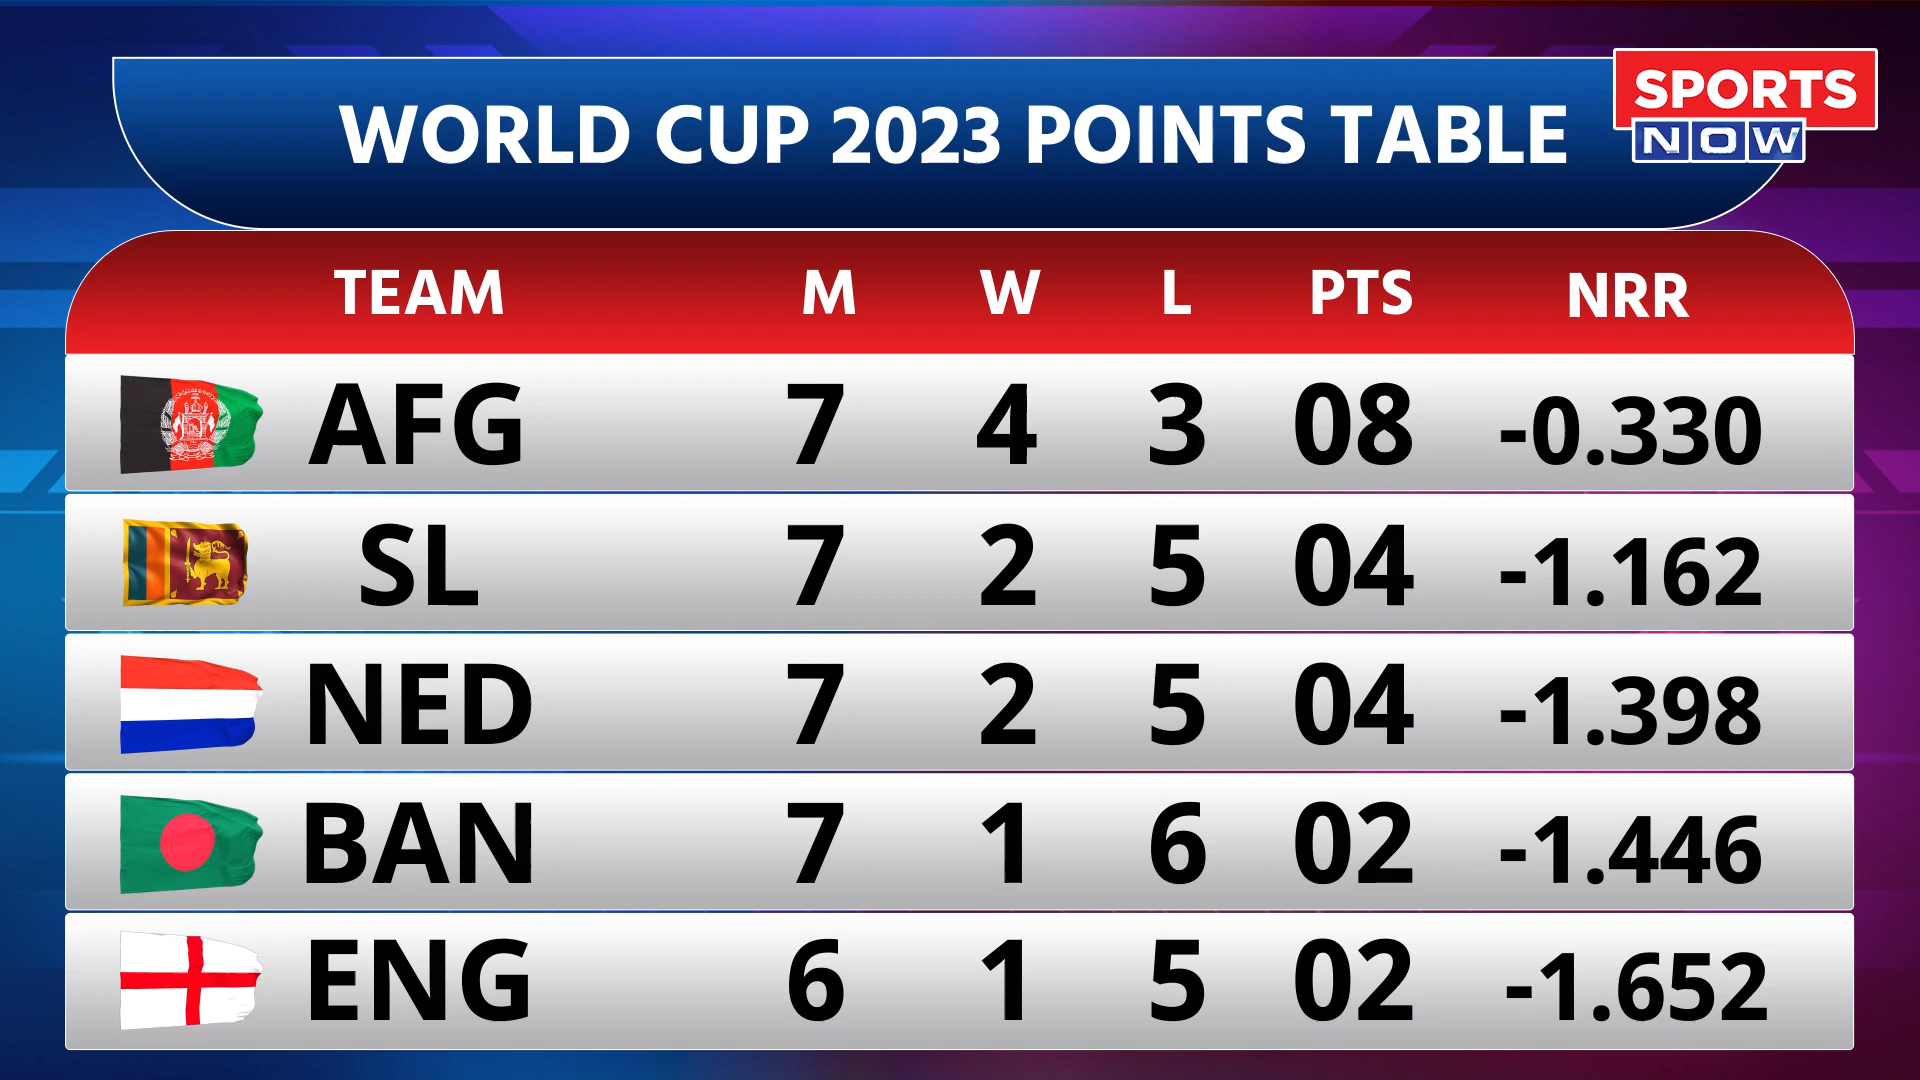 WORLD CUP 2023 POINTS TABLE
SPORTS
NOW
TEAM M W L PTS NRR
AFG 7 4 3 08 -0.330
SL 7 2 5 04 -1.162
NED 7 2 5 04 -1.398
BAN 7 1 6 02 -1.446
ENG 6 1 5 02 -1.652